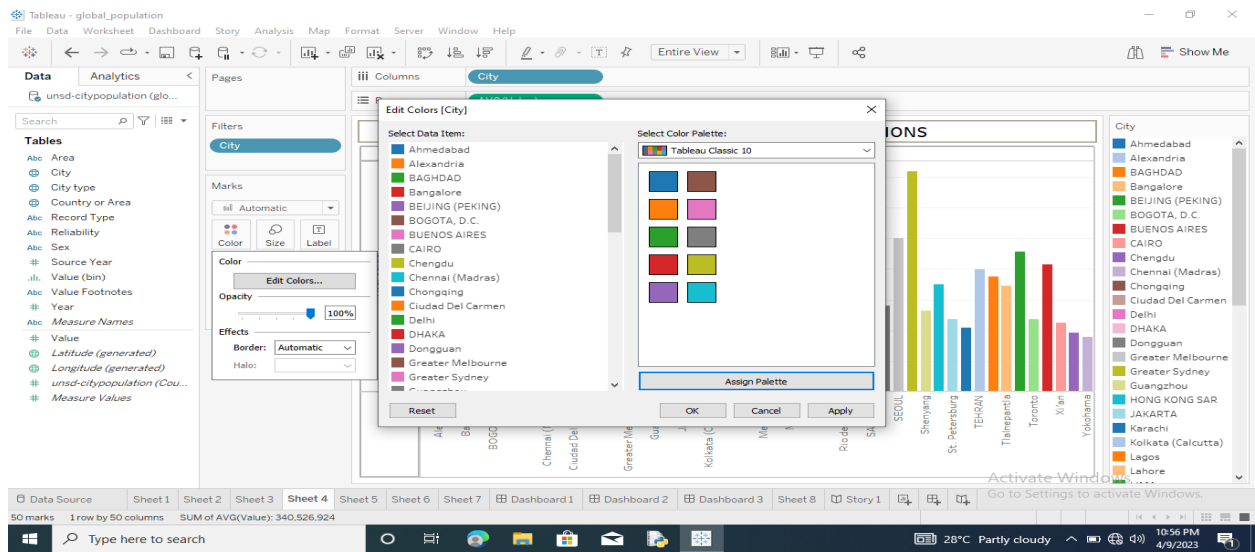 Tableau - global_population
File Data Worksheet Dashboard Story Analysis Map Format Server Window Help
Entire View
Show Me
Data Analytics
unsd-citypopulation (glo...
Search
Tables
Abc Area
City
City type
Country or Area
Abc Record Type
Abc Reliability
Abc Sex
# Source Year
Value (bin)
Abc Value Footnotes
# Year
Abc Measure Names
# Value
Latitude (generated)
Longitude (generated)
# unsd-citypopulation (Cou...
# Measure Values
Pages
Filters
City
Marks
Automatic
Color Size Label
Color
Edit Colors...
Opacity
100%
Effects
Border: Automatic
Halo:
iii Columns
City
Edit Colors [City]
Select Data Item:
Ahmedabad
Alexandria
BAGHDAD
Bangalore
BEIJING (PEKING)
BOGOTA, D.C.
BUENOS AIRES
CAIRO
Chengdu
Chennai (Madras)
Chongqing
Ciudad Del Carmen
Delhi
DHAKA
Dongguan
Greater Melbourne
Greater Sydney
Select Color Palette:
Tableau Classic 10
Assign Palette
Reset OK Cancel Apply
IONS
Chennai (
Ciudad Del
Greater Me
Kolkata (C
Rio de
SEOUL
Shenyang
St. Petersburg
TEHRAN
Tlalnepantla
Toronto
Xi'an
Yokohama
City
Ahmedabad
Alexandria
BAGHDAD
Bangalore
BEIJING (PEKING)
BOGOTA, D.C.
BUENOS AIRES
CAIRO
Chengdu
Chennai (Madras)
Chongqing
Ciudad Del Carmen
Delhi
DHAKA
Dongguan
Greater Melbourne
Greater Sydney
Guangzhou
HONG KONG SAR
JAKARTA
Karachi
Kolkata (Calcutta)
Lagos
Lahore
Activate Windows
Go to Settings to activate Windows.
Data Source Sheet 1 Sheet 2 Sheet 3 Sheet 4 Sheet 5 Sheet 6 Sheet 7 Dashboard 1 Dashboard 2 Dashboard 3 Sheet 8 Story 1
50 marks 1 row by 50 columns SUM of AVG(Value): 340,526,924
Type here to search
28°C Partly cloudy
10:56 PM
4/9/2023